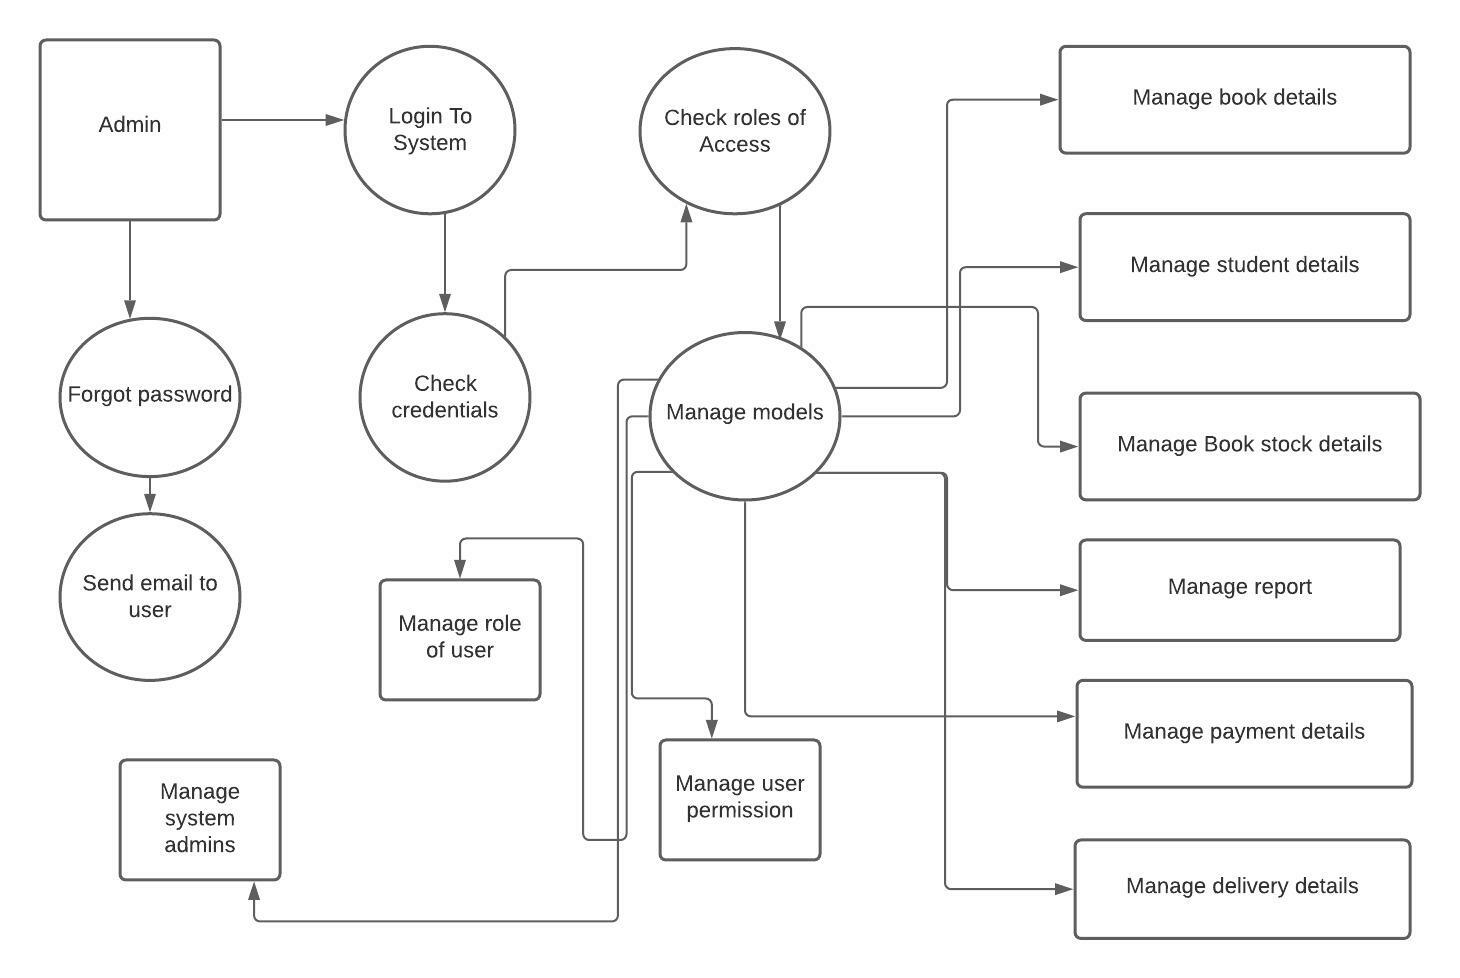 Admin
Login To
System
Check roles of
Access
Manage book details
Manage student details
Forgot password
Check
credentials
Manage models
Manage Book stock details
Send email to
user
Manage role
of user
Manage report
Manage payment details
Manage
system
admins
Manage user
permission
Manage delivery details